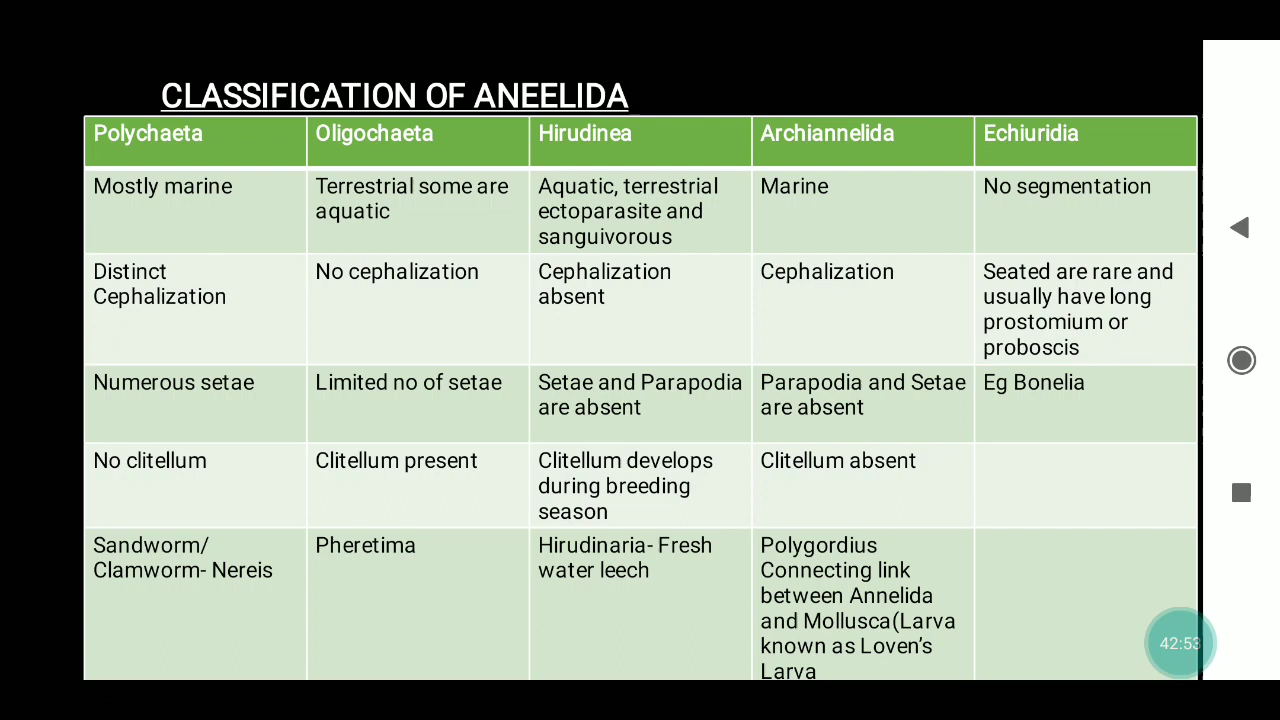 CLASSIFICATION OF ANEELIDA
Polychaeta
Oligochaeta
Hirudinea
Archiannelida
Echiuridia
Mostly marine
Terrestrial some are
aquatic
Aquatic, terrestrial
ectoparasite and
sanguivorous
Marine
No segmentation
Distinct
Cephalization
No cephalization
Cephalization
absent
Cephalization
Seated are rare and
usually have long
prostomium or
proboscis
Numerous setae
Limited no of setae
Setae and Parapodia
are absent
Parapodia and Setae
are absent
Eg Bonelia
No clitellum
Clitellum present
Clitellum develops
during breeding
season
Clitellum absent
Sandworm/
Clamworm- Nereis
Pheretima
Hirudinaria- Fresh
water leech
Polygordius
Connecting link
between Annelida
and Mollusca(Larva
known as Loven's
Larva
42:53